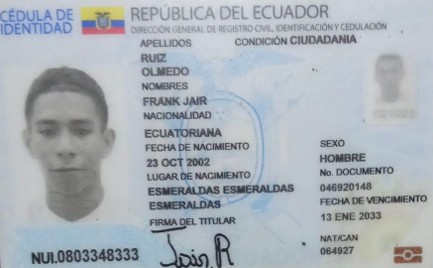 CÉDULA DE
IDENTIDAD
REPÚBLICA DEL ECUADOR
DIRECCIÓN GENERAL DE REGISTRO CIVIL, IDENTIFICACIÓN Y CEDULACIÓN
APELLIDOS
CONDICIÓN CIUDADANIA
RUIZ
OLMEDO
NOMBRES
FRANK JAIR
NACIONALIDAD
ECUATORIANA
FECHA DE NACIMIENTO
23 OCT 2002
LUGAR DE NACIMIENTO
ESMERALDAS ESMERALDAS
ESMERALDAS
FIRMA DEL TITULAR
SEXO
HOMBRE
No. DOCUMENTO
046920148
FECHA DE VENCIMIENTO
13 ENE 2033
NAT/CAN
064927
NUI.0803348333
Jair R